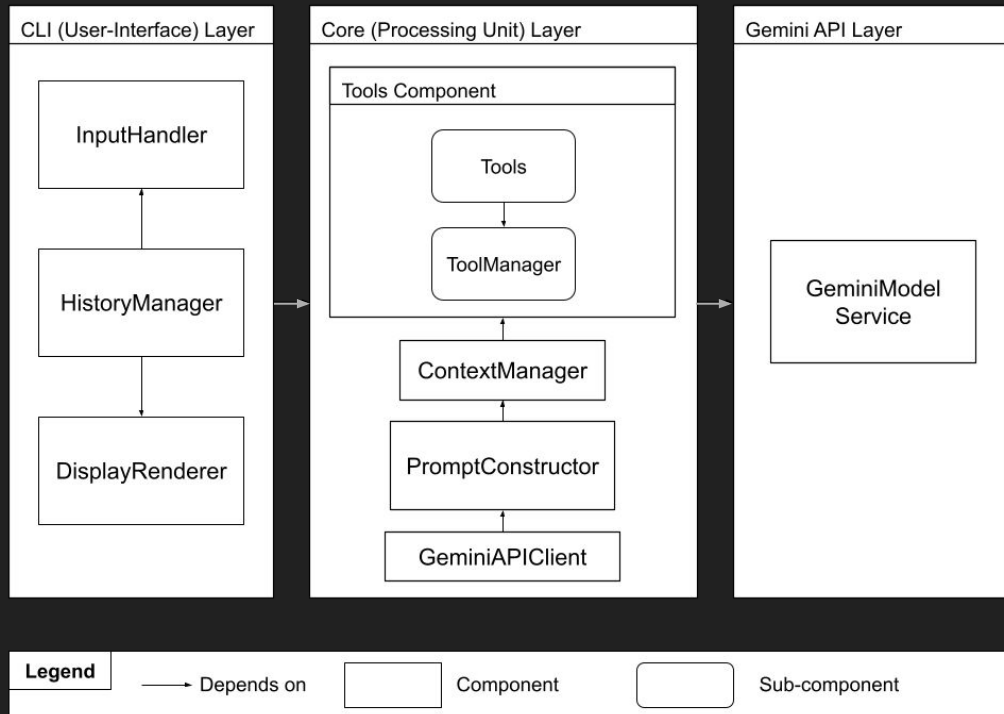 CLI (User-Interface) Layer
InputHandler
HistoryManager
DisplayRenderer
Core (Processing Unit) Layer
Tools Component
Tools
ToolManager
ContextManager
PromptConstructor
GeminiAPIClient
Gemini API Layer
GeminiModel
Service
Legend
Depends on
Component
Sub-component